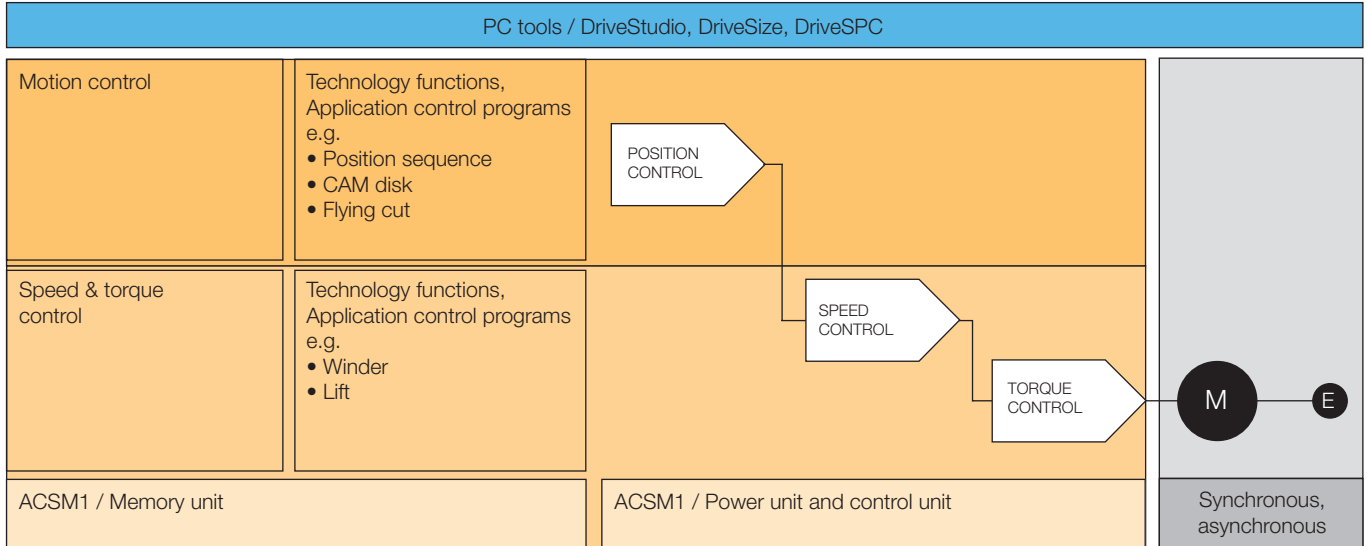 PC tools / DriveStudio, DriveSize, DriveSPC
Motion control
Technology functions,
Application control programs
e.g.
• Position sequence
• CAM disk
• Flying cut
POSITION
CONTROL
Speed & torque
control
Technology functions,
Application control programs
e.g.
• Winder
• Lift
SPEED
CONTROL
TORQUE
CONTROL
M
E
ACSM1 / Memory unit
ACSM1 / Power unit and control unit
Synchronous,
asynchronous